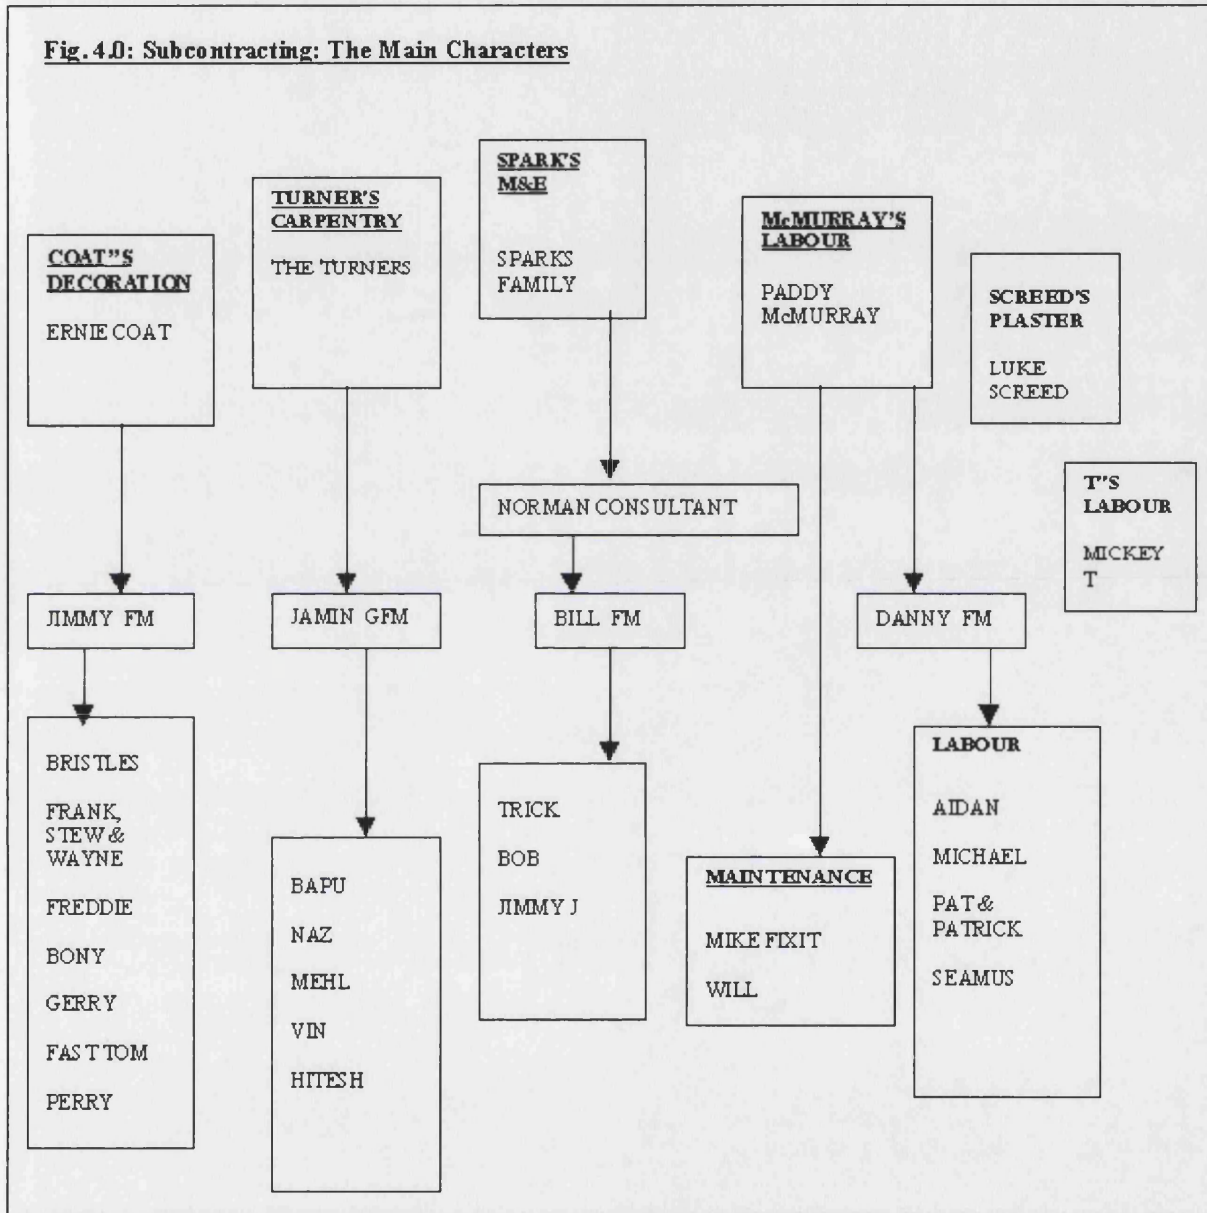 Fig. 4.0: Subcontracting: The Main Characters
COAT"S
DECORATION
ERNIE COAT
TURNER'S
CARPENTRY
THE TURNERS
SPARK'S
M&E
SPARKS
FAMILY
McMURRAY'S
LABOUR
PADDY
McMURRAY
SCREED'S
PLASTER
LUKE
SCREED
T"S
LABOUR
MICKEY
T
NORMAN CONSULTANT
JIMMY FM
JAMIN GFM
BILL FM
DANNY FM
BRISTLES
FRANK,
STEW &
WAYNE
FREDDIE
BONY
GERRY
FAST TOM
PERRY
BAPU
NAZ
MEHL
VIN
HITESH
TRICK
BOB
JIMMY J
MAINTENANCE
MIKE FIXIT
WILL
LABOUR
AIDAN
MICHAEL
PAT &
PATRICK
SEAMUS